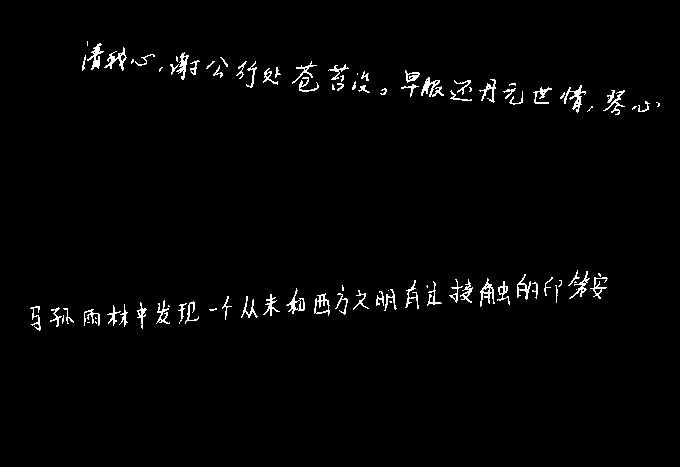 清我心,谢公行处苍苔没。早服还丹无世情,琴心
马孙雨林中发现一个从未和西方文明有过接触的印第安